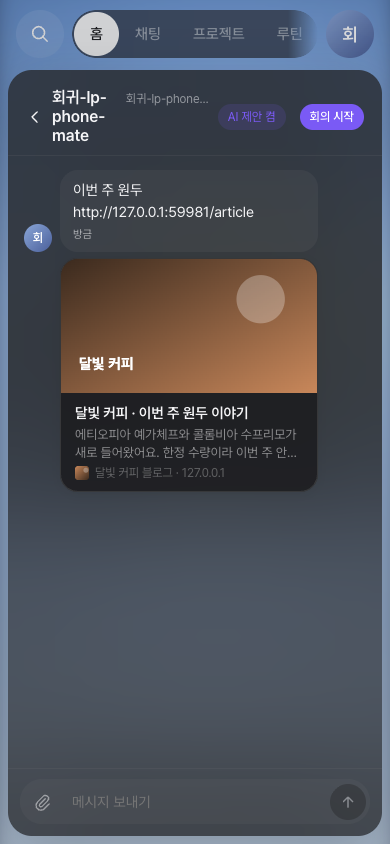 홈 채팅 프로젝트 루틴 회
회귀-lp-phone-mate
회귀-lp-phone...
AI 제안 켬
회의 시작
이번 주 원두
http://127.0.0.1:59981/article
방금
회
달빛 커피
달빛 커피 · 이번 주 원두 이야기
에티오피아 예가체프와 콜롬비아 수프리모가
새로 들어왔어요. 한정 수량이라 이번 주 안...
달빛 커피 블로그 · 127.0.0.1
메시지 보내기